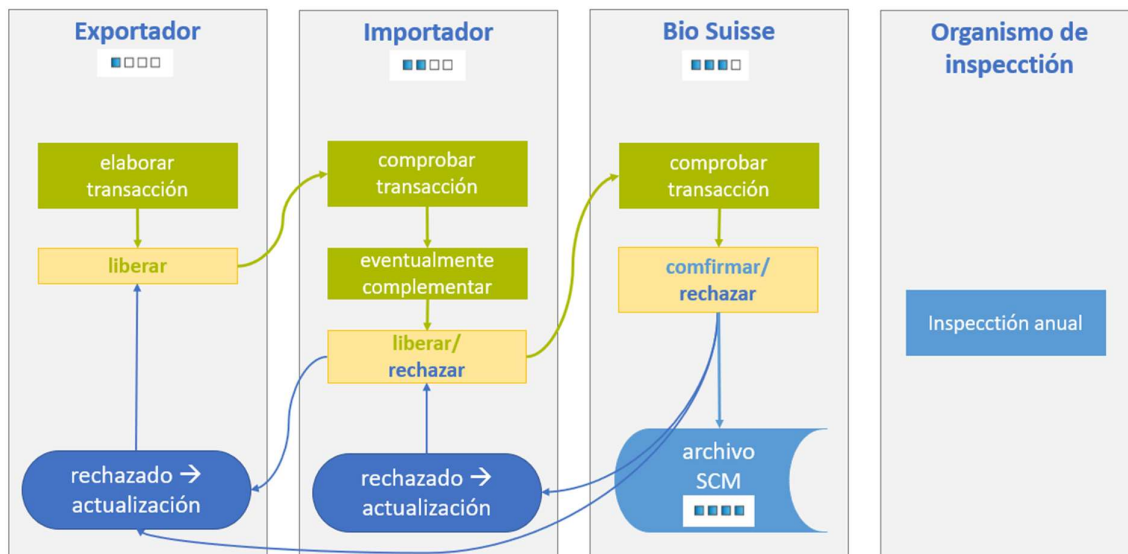 Exportador
elaborar
transacción
liberar
rechazado →
actualización
Importador
comprobar
transacción
eventualmente
complementar
liberar/
rechazar
rechazado →
actualización
Bio Suisse
comprobar
transacción
comfirmar/
rechazar
archivo
SCM
Organismo de
inspecctión
Inspecctión anual